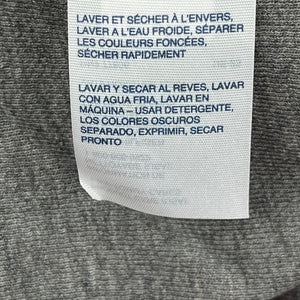 LAVER ET SÉCHER À L'ENVERS,
LAVER A L'EAU FROIDE, SÉPARER
LES COULEURS FONCÉES,
SÉCHER RAPIDEMENT
LAVAR Y SECAR AL REVES, LAVAR
CON AGUA FRIA, LAVAR EN
MÁQUINA – USAR DETERGENTE,
LOS COLORES OSCUROS
SEPARADO, EXPRIMIR, SECAR
PRONTO